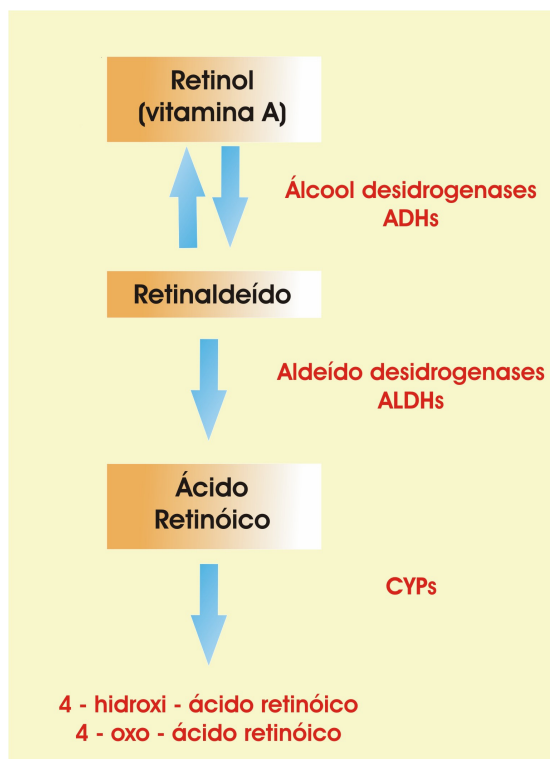 Retinol
(vitamina A)
Álcool desidrogenases
ADHs
Retinaldeído
Aldeído desidrogenases
ALDHs
Ácido
Retinóico
CYPs
4 - hidroxi - ácido retinóico
4 - oxo - ácido retinóico